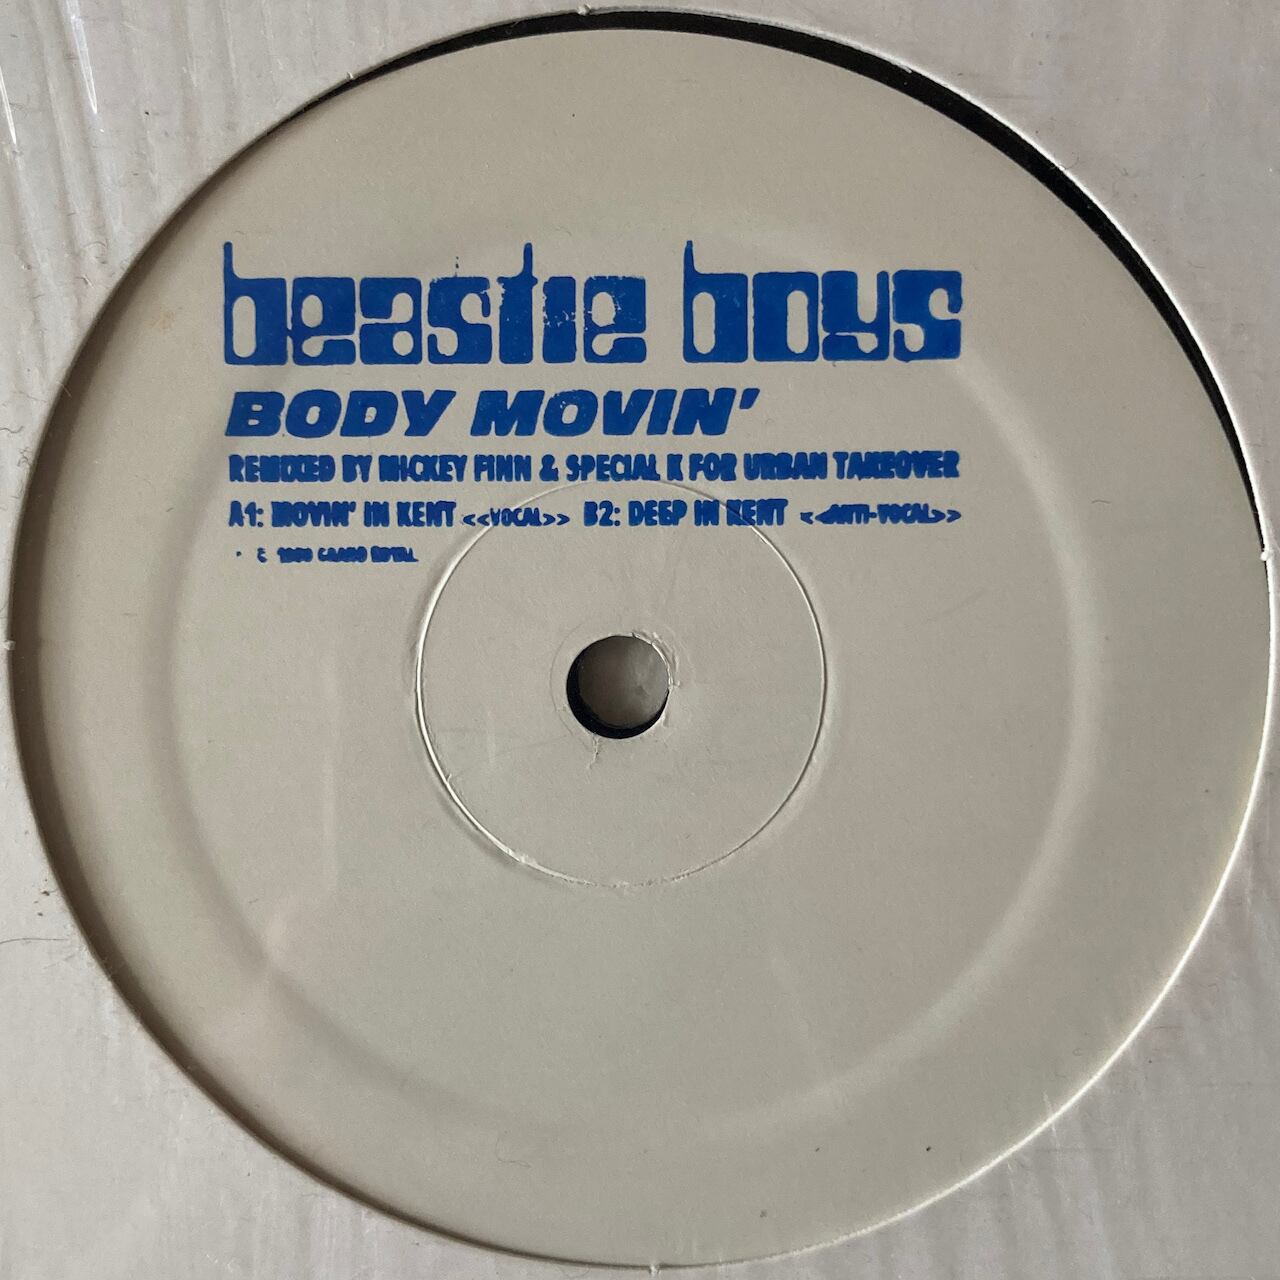 beastie boys
BODY MOVIN'
REMIXED BY MICKEY FINN & SPECIAL K FOR URBAN TAKEOVER
A1: MOVIN' IN KENT <<VOCAL>> B2: DEEP IN KENT <<ANTI-VOCAL>>